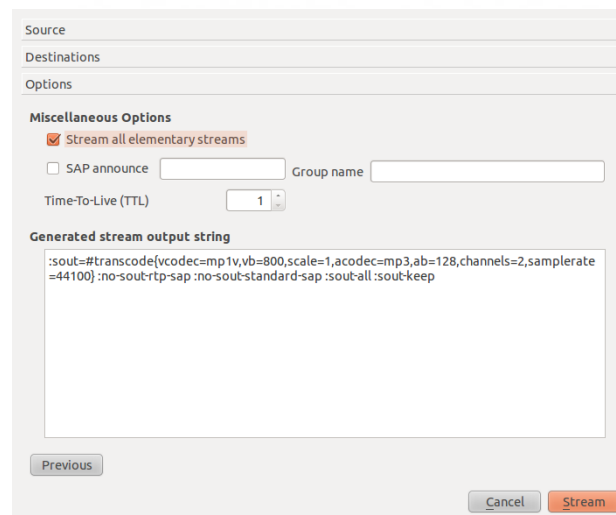 Source
Destinations
Options
Miscellaneous Options
Stream all elementary streams
SAP announce Group name
Time-To-Live (TTL) 1
Generated stream output string
:sout=#transcode{vcodec=mp1v,vb=800,scale=1,acodec=mp3,ab=128,channels=2,samplerate
=44100} :no-sout-rtp-sap :no-sout-standard-sap :sout-all :sout-keep
Previous
Cancel Stream